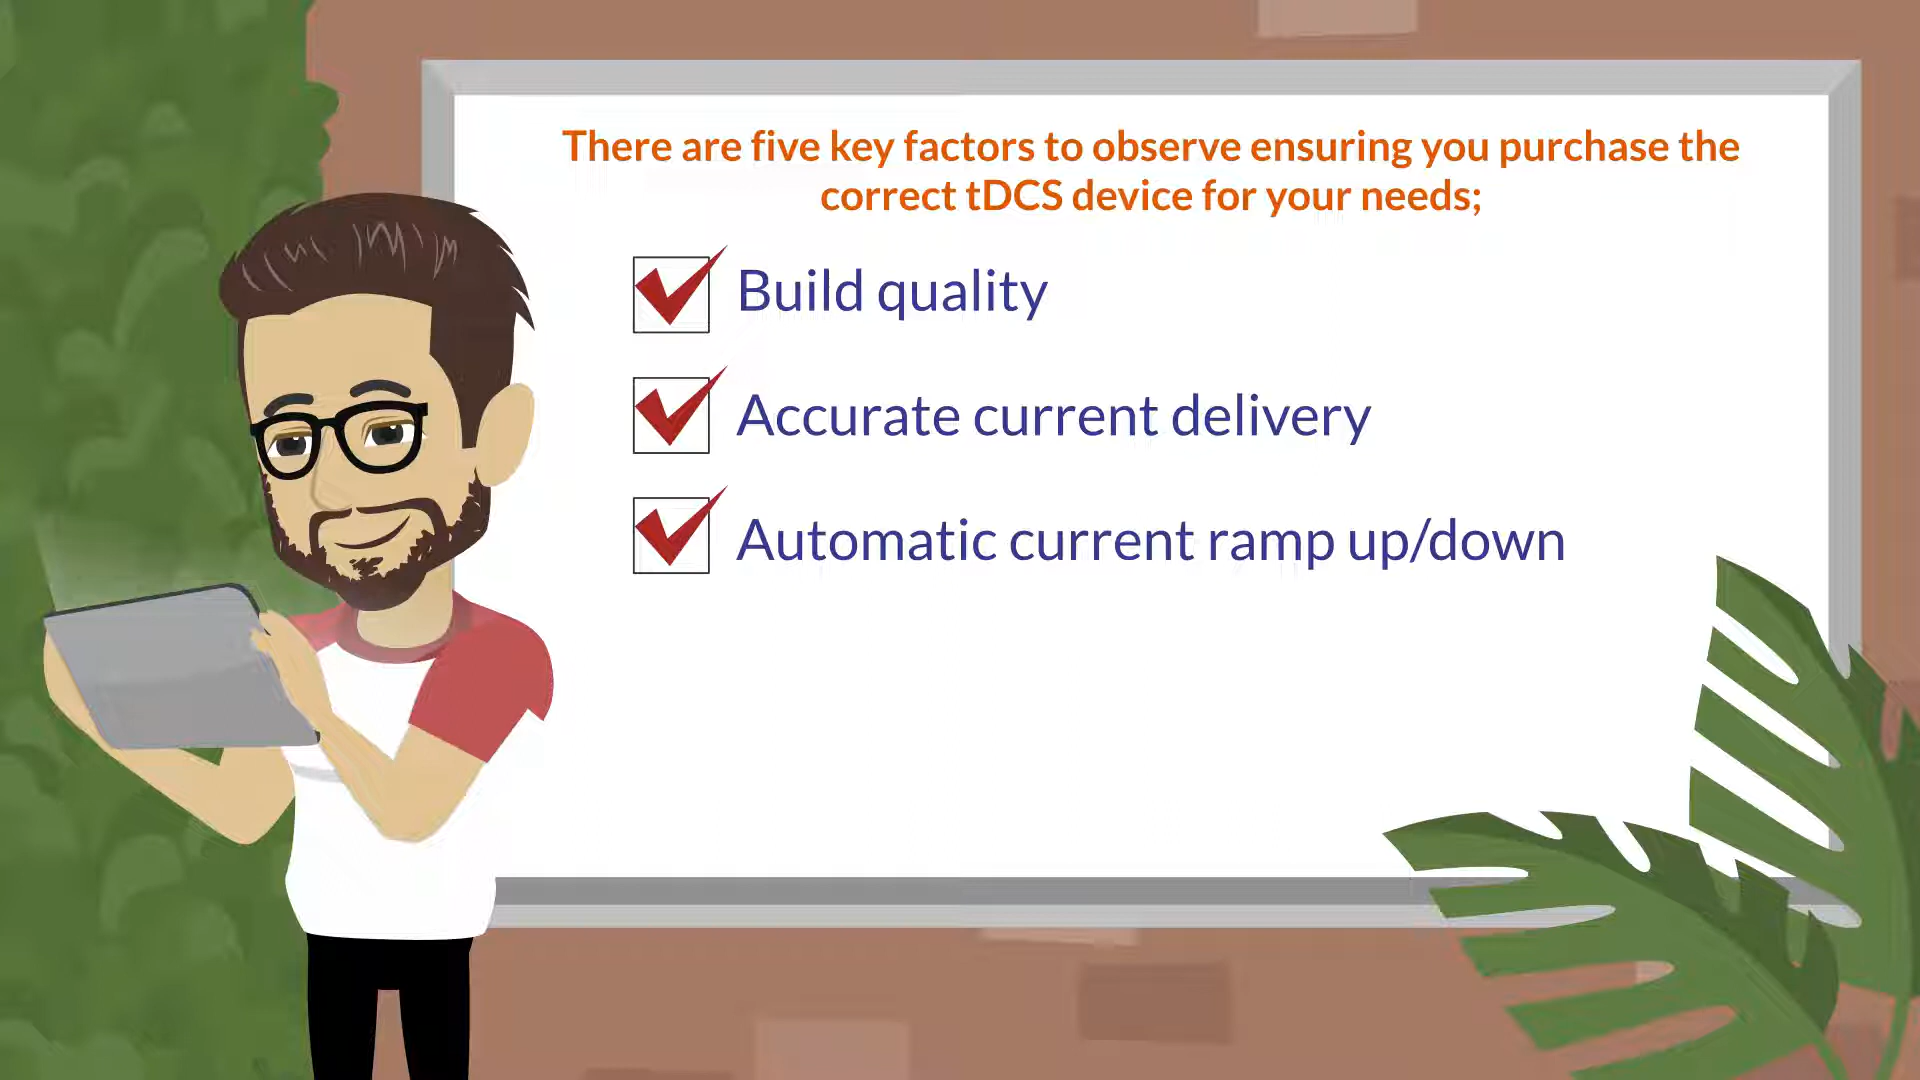 There are five key factors to observe ensuring you purchase the
correct tDCS device for your needs;
Build quality
Accurate current delivery
Automatic current ramp up/down